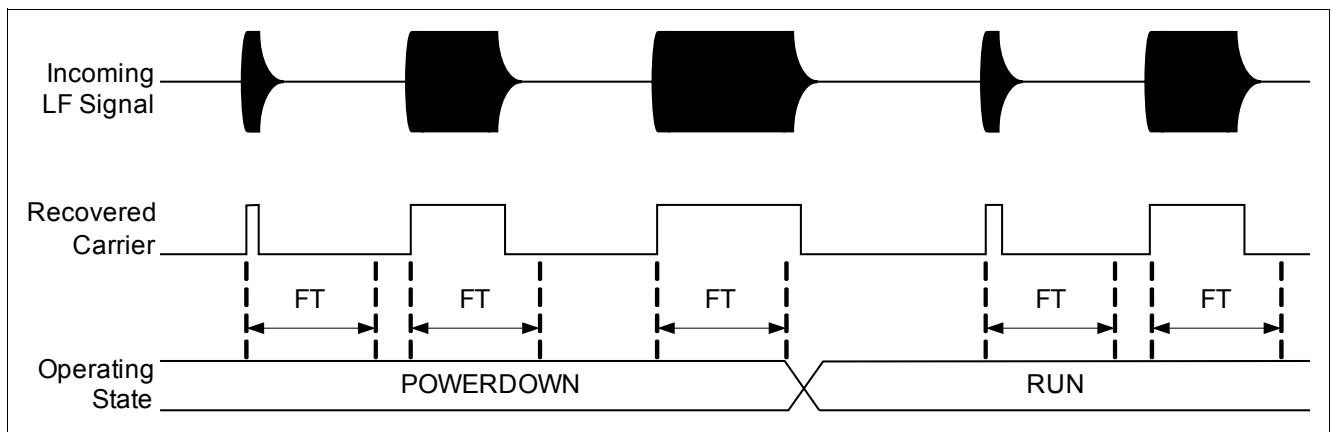 Incoming
LF Signal
Recovered
Carrier
FT
FT
FT
FT
FT
Operating
State
POWERDOWN
RUN